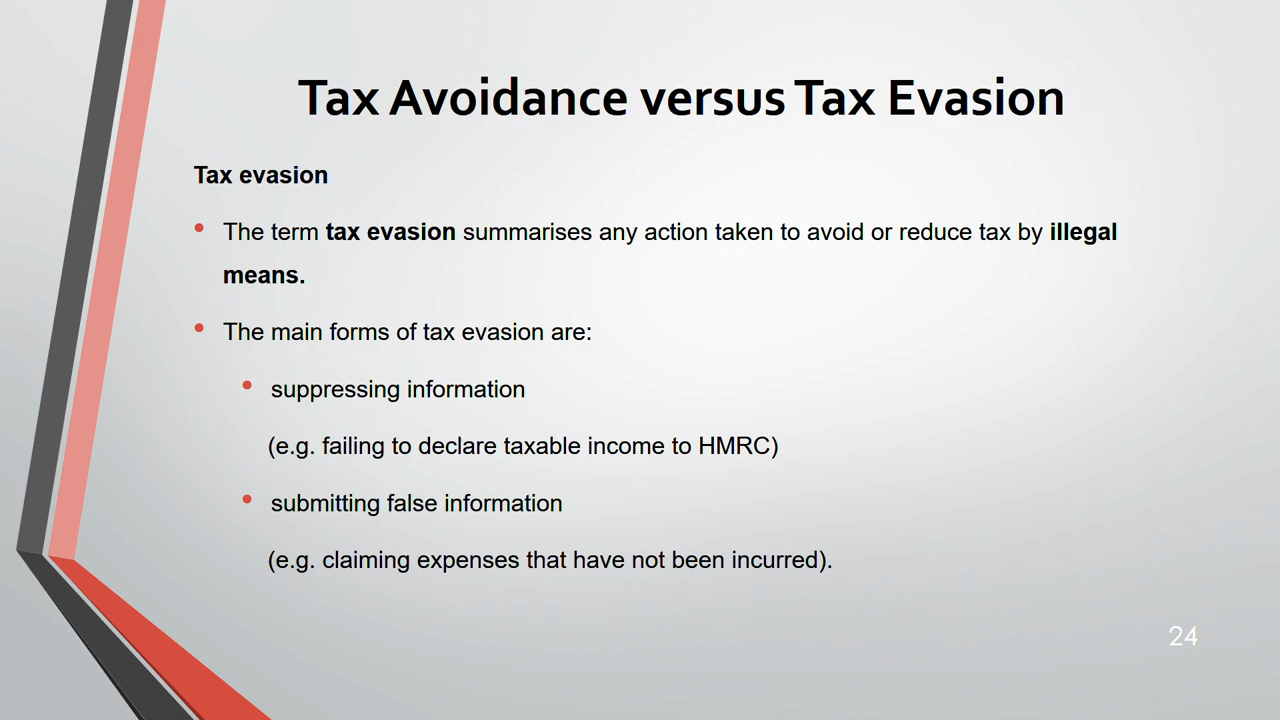 Tax Avoidance versus Tax Evasion
Tax evasion
• The term tax evasion summarises any action taken to avoid or reduce tax by illegal
means.
• The main forms of tax evasion are:
• suppressing information
(e.g. failing to declare taxable income to HMRC)
• submitting false information
(e.g. claiming expenses that have not been incurred).
24